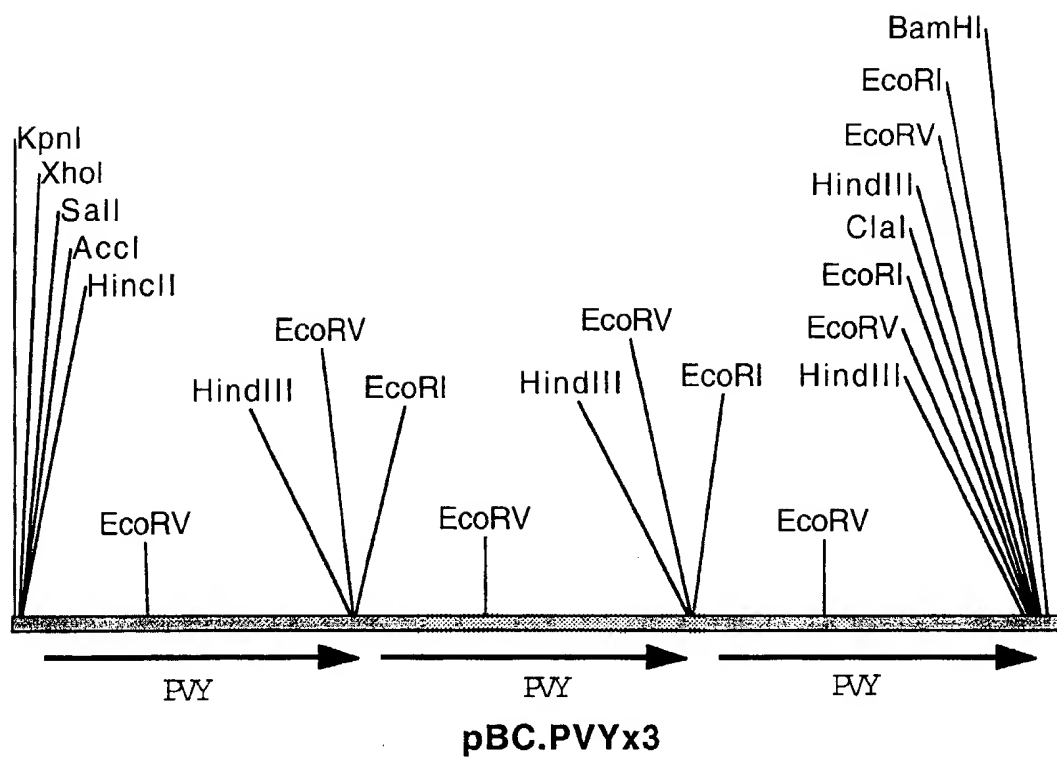 BamHI
EcoRI
EcoRV
HindIII
ClaI
EcoRI
EcoRV
HindIII
KpnI
XhoI
SalI
AccI
HincII
HindIII
EcoRV
EcoRI
HindIII
EcoRV
EcoRI
EcoRV
EcoRV
EcoRV
PVY
PVY
PVY
pBC.PVYx3